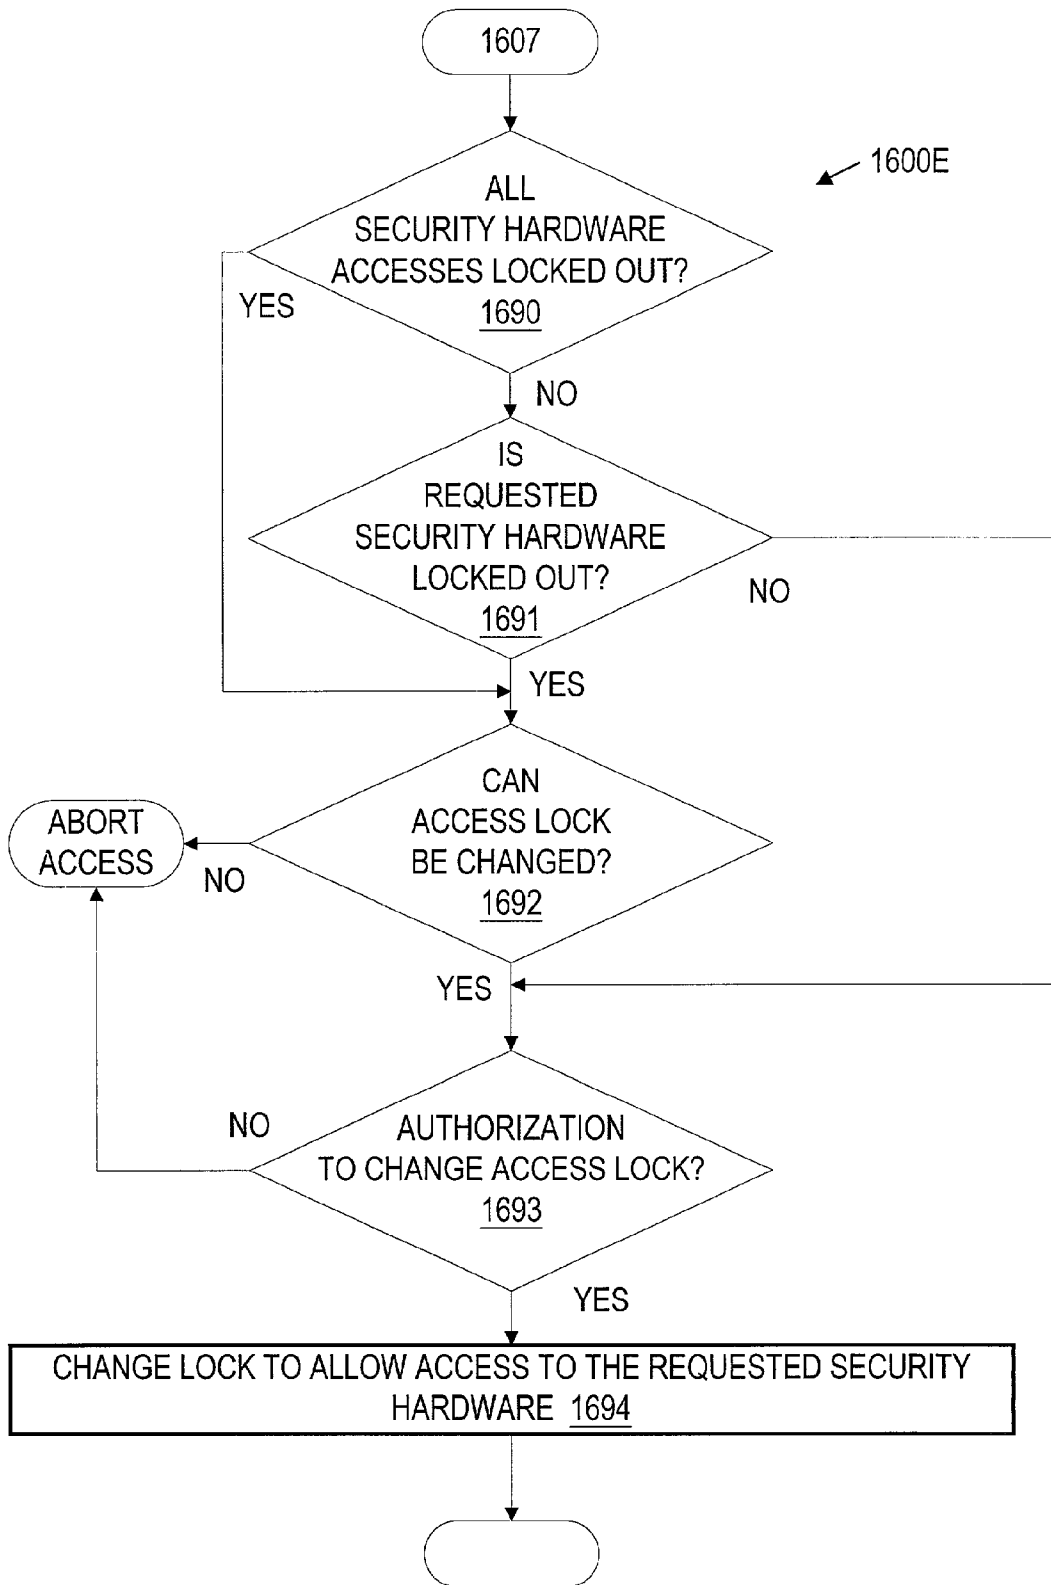 1607
1600E
ALL
SECURITY HARDWARE
ACCESSES LOCKED OUT?
1690
YES
NO
IS
REQUESTED
SECURITY HARDWARE
LOCKED OUT?
1691
NO
YES
CAN
ACCESS LOCK
BE CHANGED?
1692
ABORT
ACCESS
NO
YES
NO
AUTHORIZATION
TO CHANGE ACCESS LOCK?
1693
YES
CHANGE LOCK TO ALLOW ACCESS TO THE REQUESTED SECURITY
HARDWARE 1694